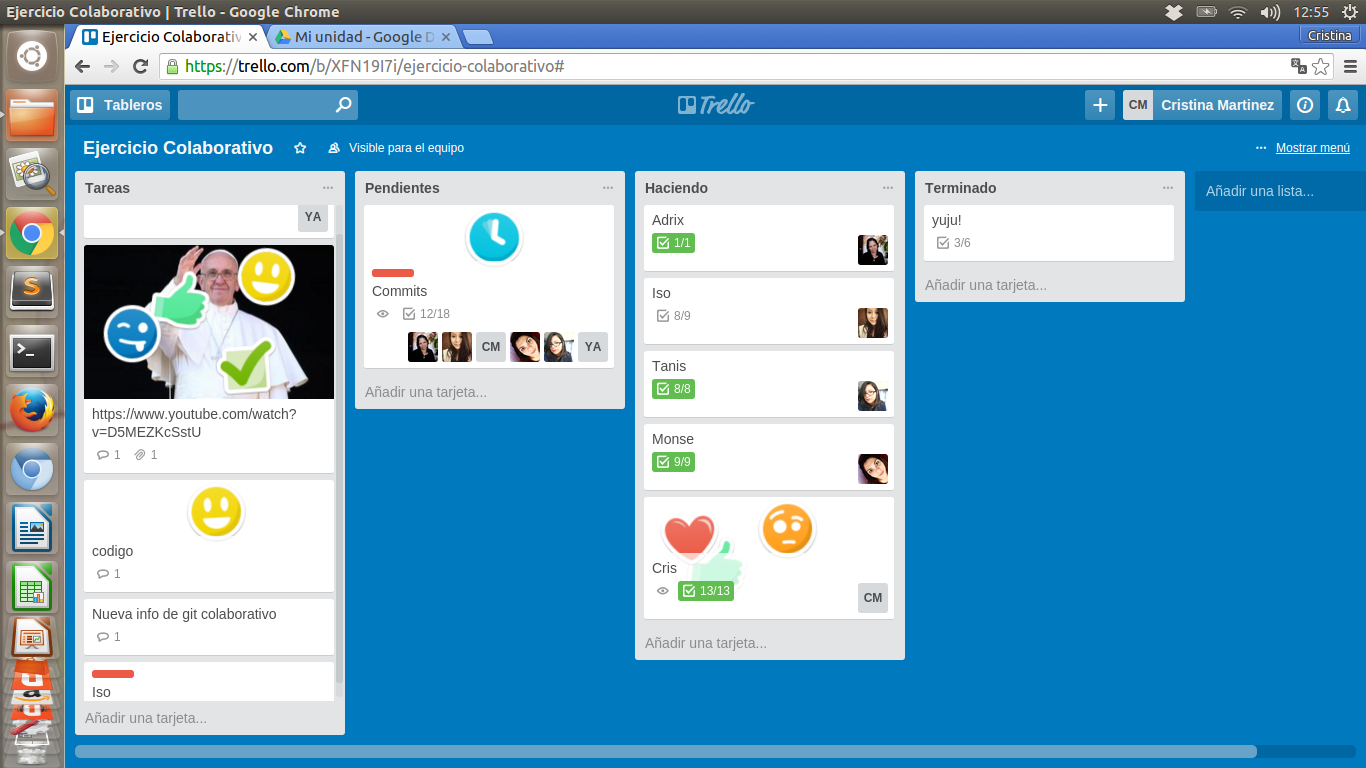 Ejercicio Colaborativo | Trello - Google Chrome
12:55
Ejercicio Colaborativ
Mi unidad - Google D
Cristina
https://trello.com/b/XFN19I7i/ejercicio-colaborativo#
Tableros
Trello
CM
Cristina Martinez
Ejercicio Colaborativo
Visible para el equipo
Mostrar menú
Tareas
YA
https://www.youtube.com/watch?
v=D5MEZKcSstU
1
1
codigo
1
Nueva info de git colaborativo
1
Iso
Añadir una tarjeta...
Pendientes
Commits
12/18
CM
YA
Añadir una tarjeta...
Haciendo
Adrix
1/1
Iso
8/9
Tanis
8/8
Monse
9/9
Cris
13/13
CM
Añadir una tarjeta...
Terminado
yuju!
3/6
Añadir una tarjeta...
Añadir una lista...